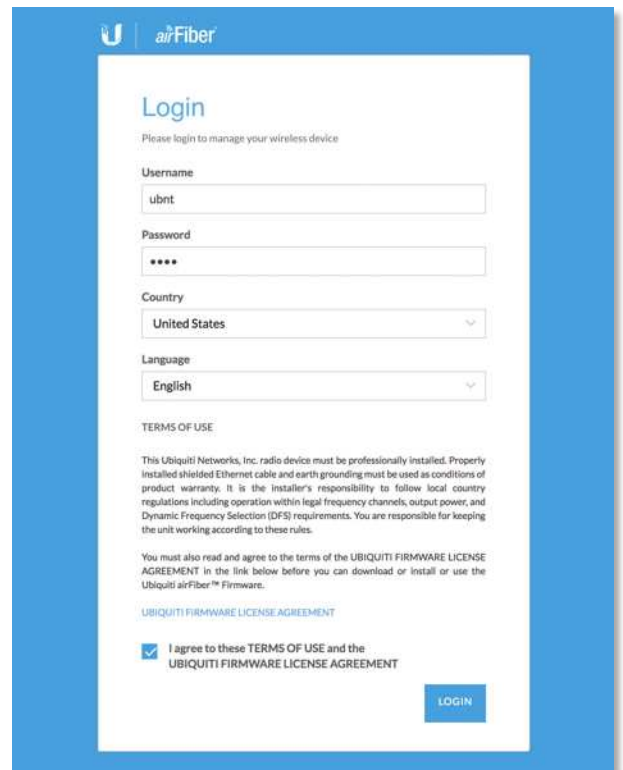 airFiber
Login
Please login to manage your wireless device
Username
ubnt
Password
••••
Country
United States
Language
English
TERMS OF USE
This Ubiquiti Networks, Inc. radio device must be professionally installed. Properly
installed shielded Ethernet cable and earth grounding must be used as conditions of
product warranty. It is the installer's responsibility to follow local country
regulations including operation within legal frequency channels, output power, and
Dynamic Frequency Selection (DFS) requirements. You are responsible for keeping
the unit working according to these rules.
You must also read and agree to the terms of the UBIQUITI FIRMWARE LICENSE
AGREEMENT in the link below before you can download or install or use the
Ubiquiti airFiber™ Firmware.
UBIQUITI FIRMWARE LICENSE AGREEMENT
I agree to these TERMS OF USE and the
UBIQUITI FIRMWARE LICENSE AGREEMENT
LOGIN